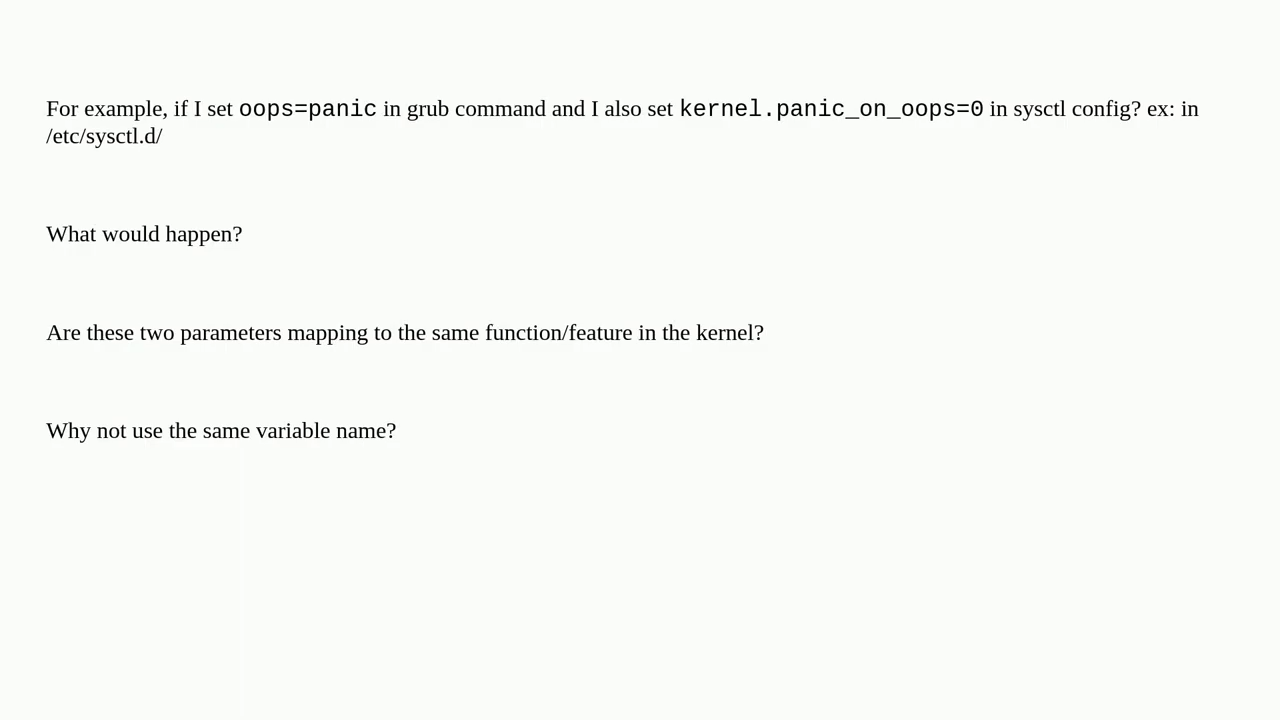 For example, if I set oops=panic in grub command and I also set kernel.panic_on_oops=0 in sysctl config? ex: in
/etc/sysctl.d/
What would happen?
Are these two parameters mapping to the same function/feature in the kernel?
Why not use the same variable name?